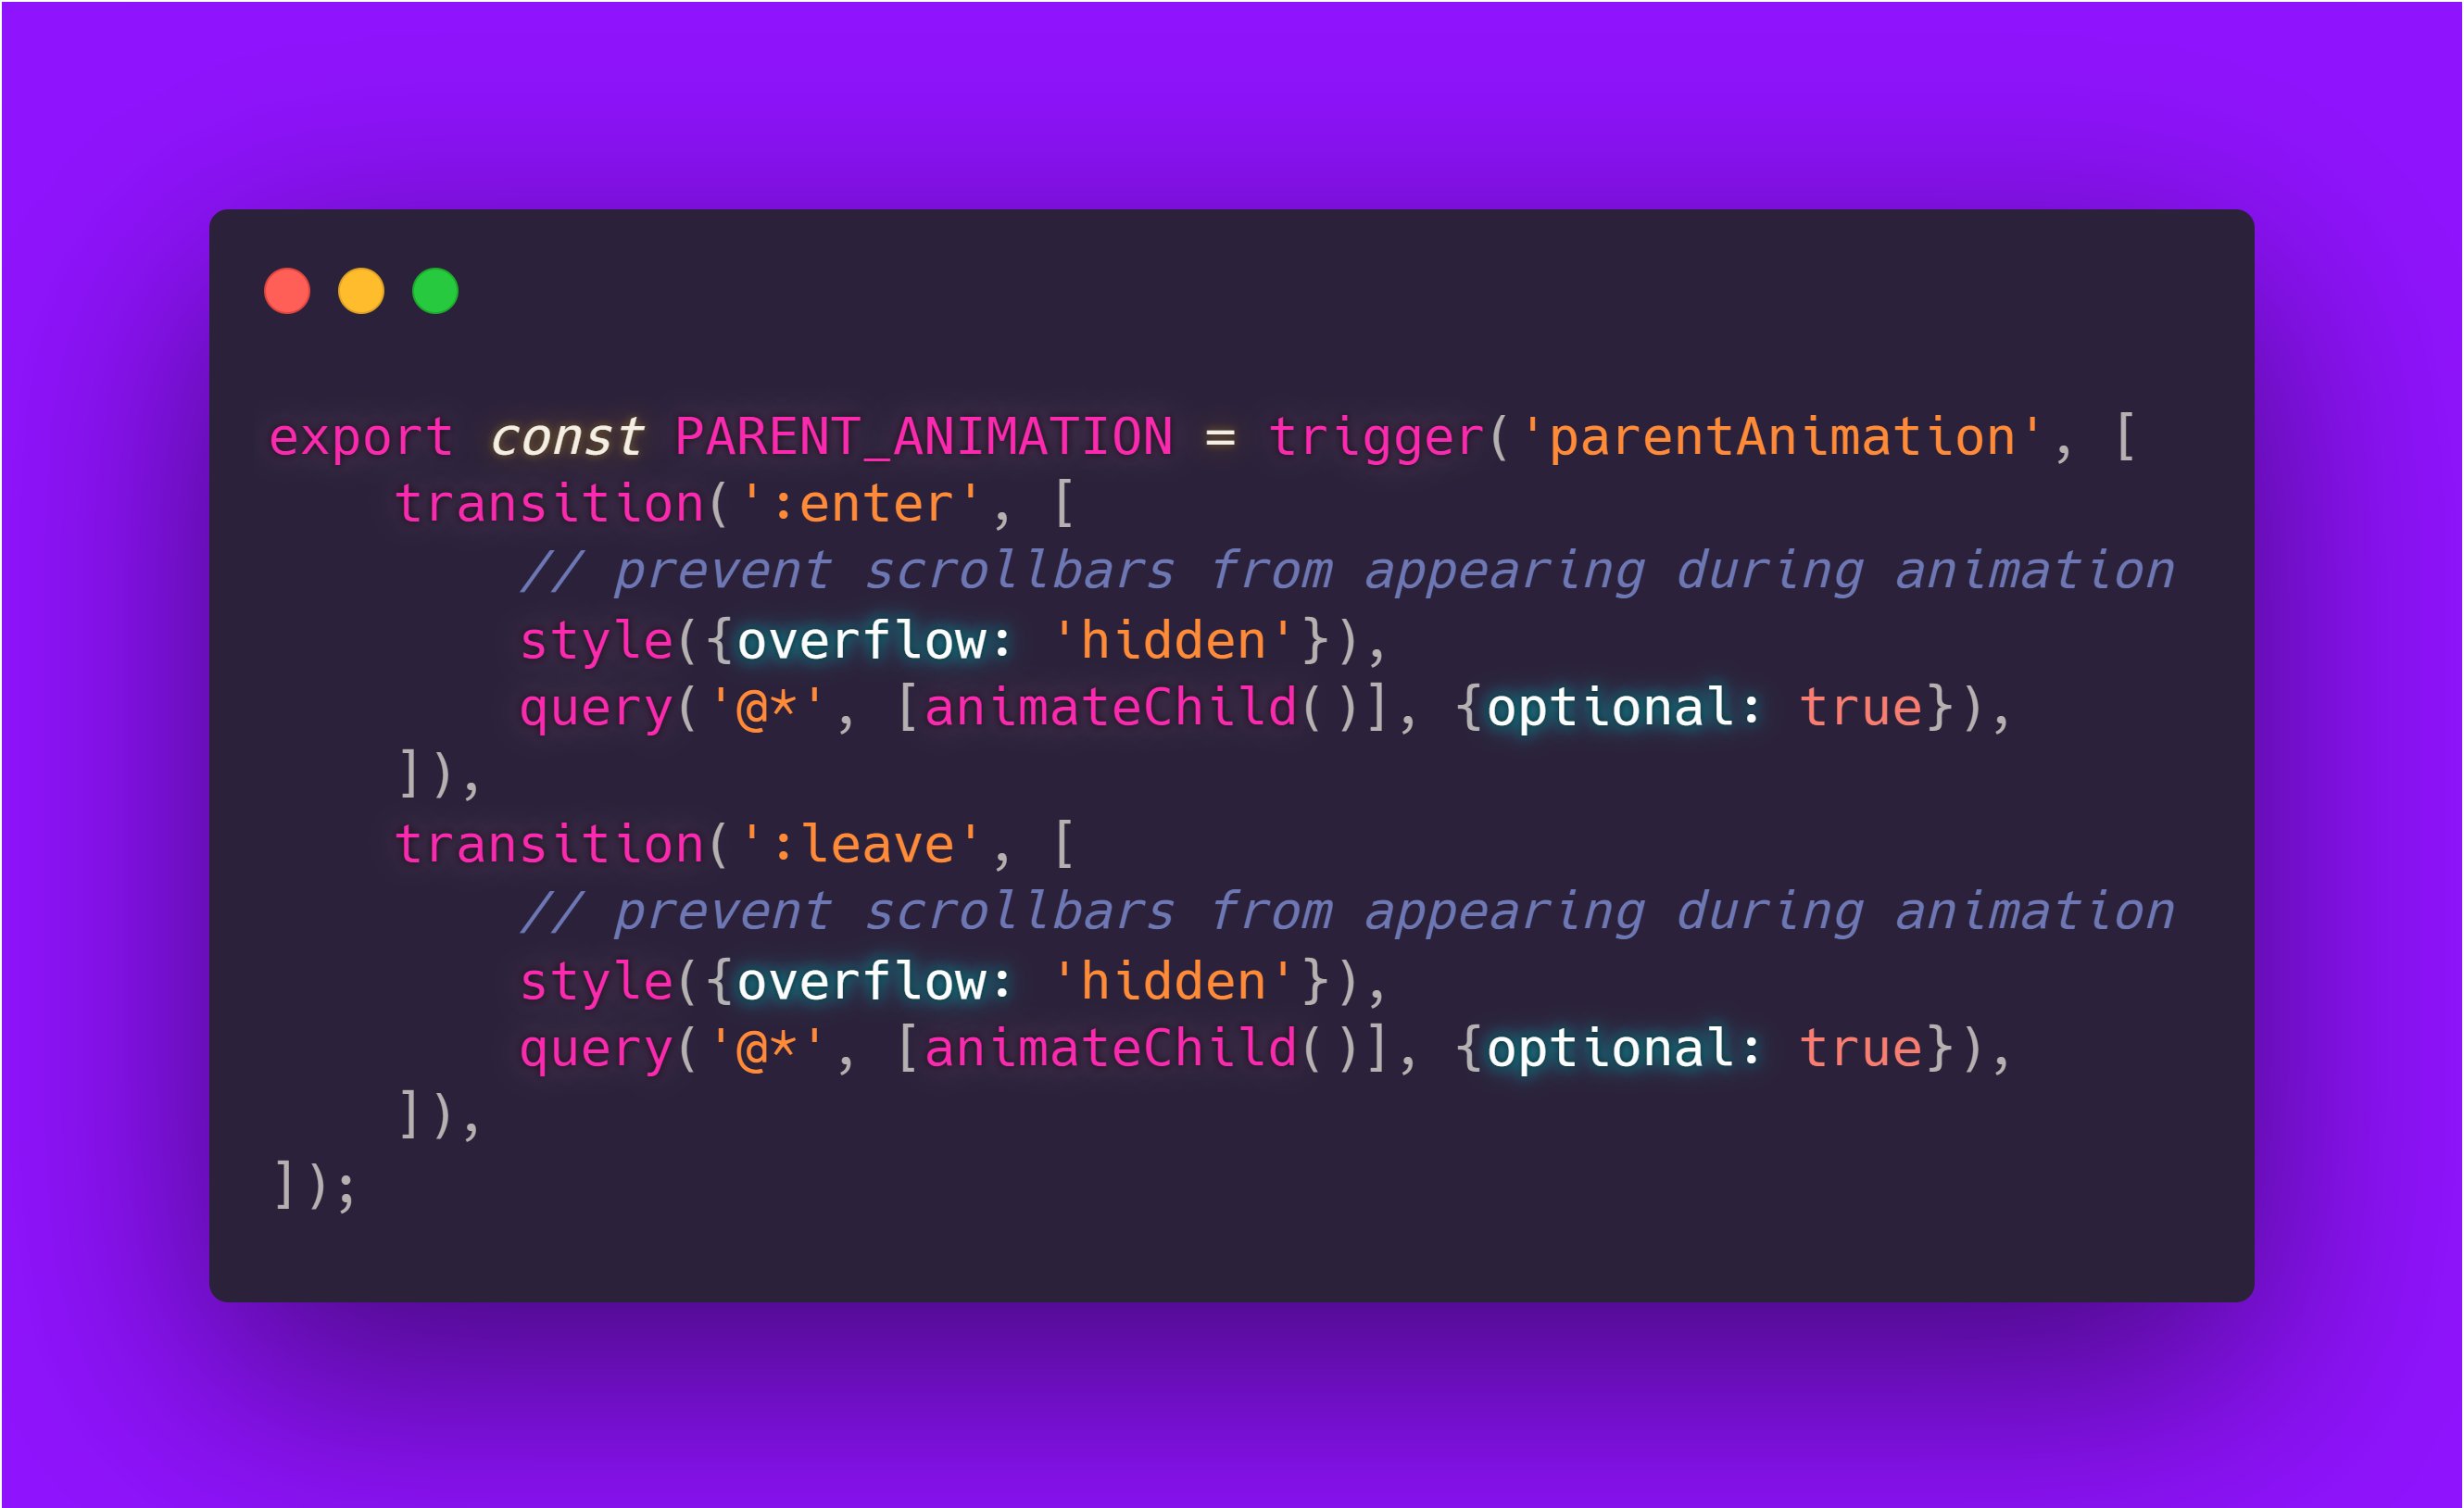 export const PARENT_ANIMATION = trigger('parentAnimation', [
    transition(':enter', [
        // prevent scrollbars from appearing during animation
        style({overflow: 'hidden'}),
        query('@*', [animateChild()], {optional: true}),
    ]),
    transition(':leave', [
        // prevent scrollbars from appearing during animation
        style({overflow: 'hidden'}),
        query('@*', [animateChild()], {optional: true}),
    ]),
]);